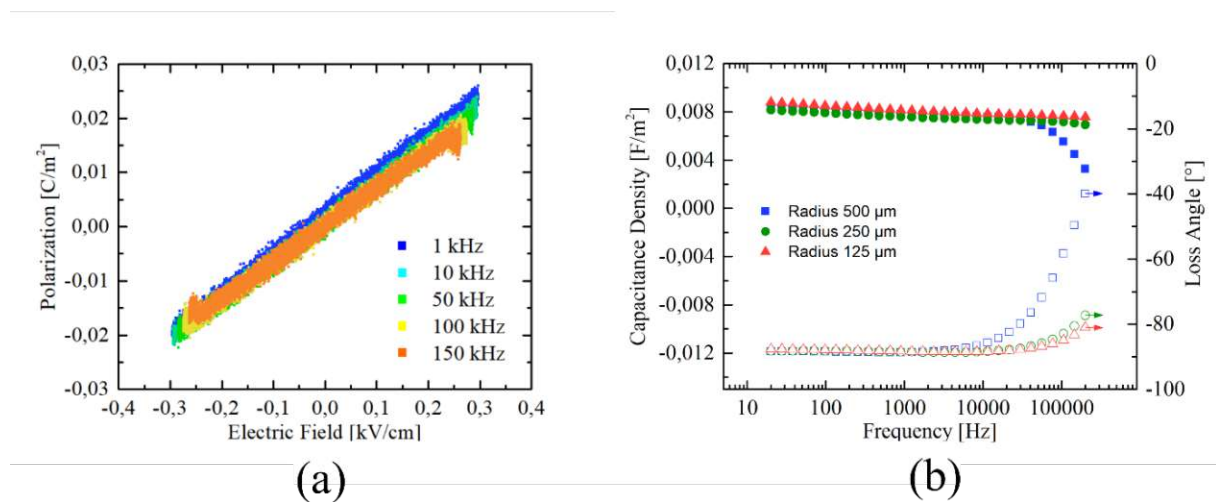 0,03
0,02
0,01
0,00
-0,01
-0,02
-0,03
Polarization [C/m²]
-0,4 -0,3 -0,2 -0,1 0,0 0,1 0,2 0,3 0,4
Electric Field [kV/cm]
1 kHz
10 kHz
50 kHz
100 kHz
150 kHz
(a)
0,012
0,008
0,004
0,000
-0,004
-0,008
-0,012
Capacitance Density [F/m²]
Radius 500 µm
Radius 250 µm
Radius 125 µm
0
-20
-40
-60
-80
-100
Loss Angle [°]
10 100 1000 10000 100000
Frequency [Hz]
(b)